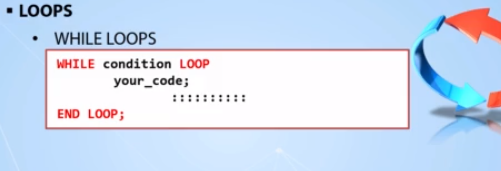 ▪ LOOPS
• WHILE LOOPS
WHILE condition LOOP
your_code;
::::::::::
END LOOP;